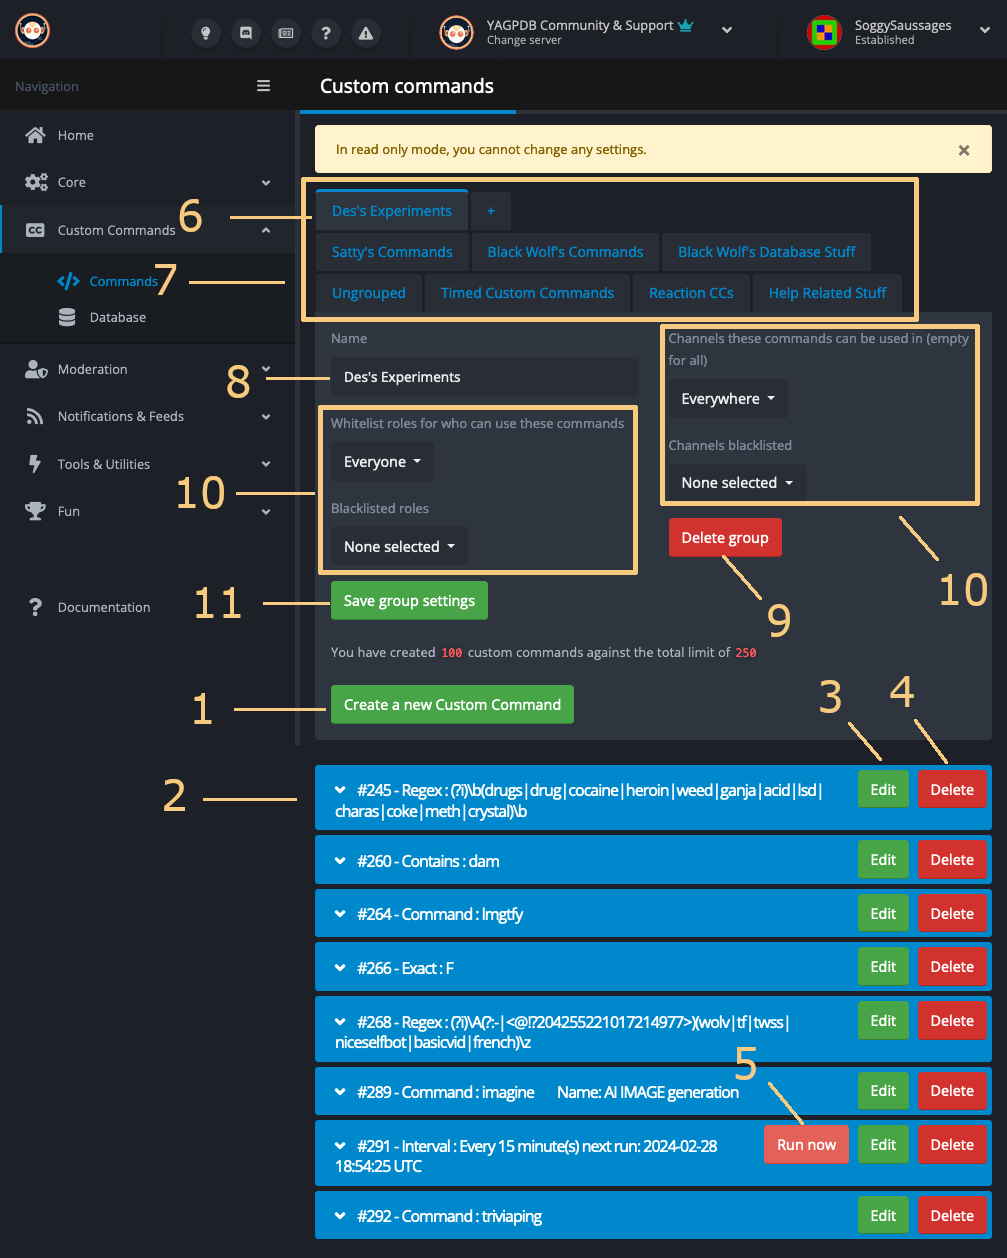 YAGPDB Community & Support
Change server
SoggySaussages
Established
Navigation
Custom commands
Home
In read only mode, you cannot change any settings.
×
Core
6
Des's Experiments
+
Custom Commands
Satty's Commands
Black Wolf's Commands
Black Wolf's Database Stuff
7
Commands
Ungrouped
Timed Custom Commands
Reaction CCs
Help Related Stuff
Database
Name
Channels these commands can be used in (empty
for all)
Moderation
8
Des's Experiments
Everywhere
Notifications & Feeds
Whitelist roles for who can use these commands
Channels blacklisted
Tools & Utilities
Everyone
None selected
10
Fun
Blacklisted roles
Delete group
None selected
10
11
Documentation
Save group settings
9
You have created 100 custom commands against the total limit of 250
1
Create a new Custom Command
3
4
2
#245 - Regex : (?i)\b(drugs|drug|cocaine|heroin|weed|ganja|acid|lsd|
charas|coke|meth|crystal)\b
Edit
Delete
#260 - Contains : dam
Edit
Delete
#264 - Command : lmgtfy
Edit
Delete
#266 - Exact : F
Edit
Delete
#268 - Regex : (?i)\A(?:-|<@!?204255221017214977>)(wolv|tf|twss|
niceselfbot|basicvid|french)\z
Edit
Delete
5
#289 - Command : imagine Name: AI IMAGE generation
Edit
Delete
#291 - Interval : Every 15 minute(s) next run: 2024-02-28
18:54:25 UTC
Run now
Edit
Delete
#292 - Command : triviaping
Edit
Delete